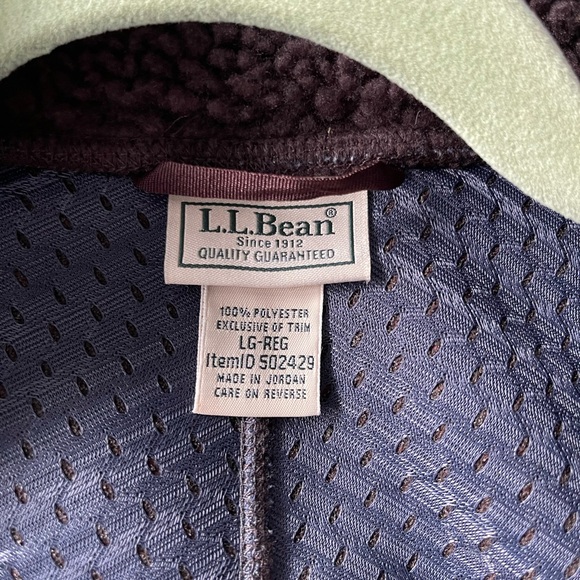 L.L.Bean®
Since 1912
QUALITY GUARANTEED
100% POLYESTER
EXCLUSIVE OF TRIM
LG-REG
ItemID 502429
MADE IN JORDAN
CARE ON REVERSE